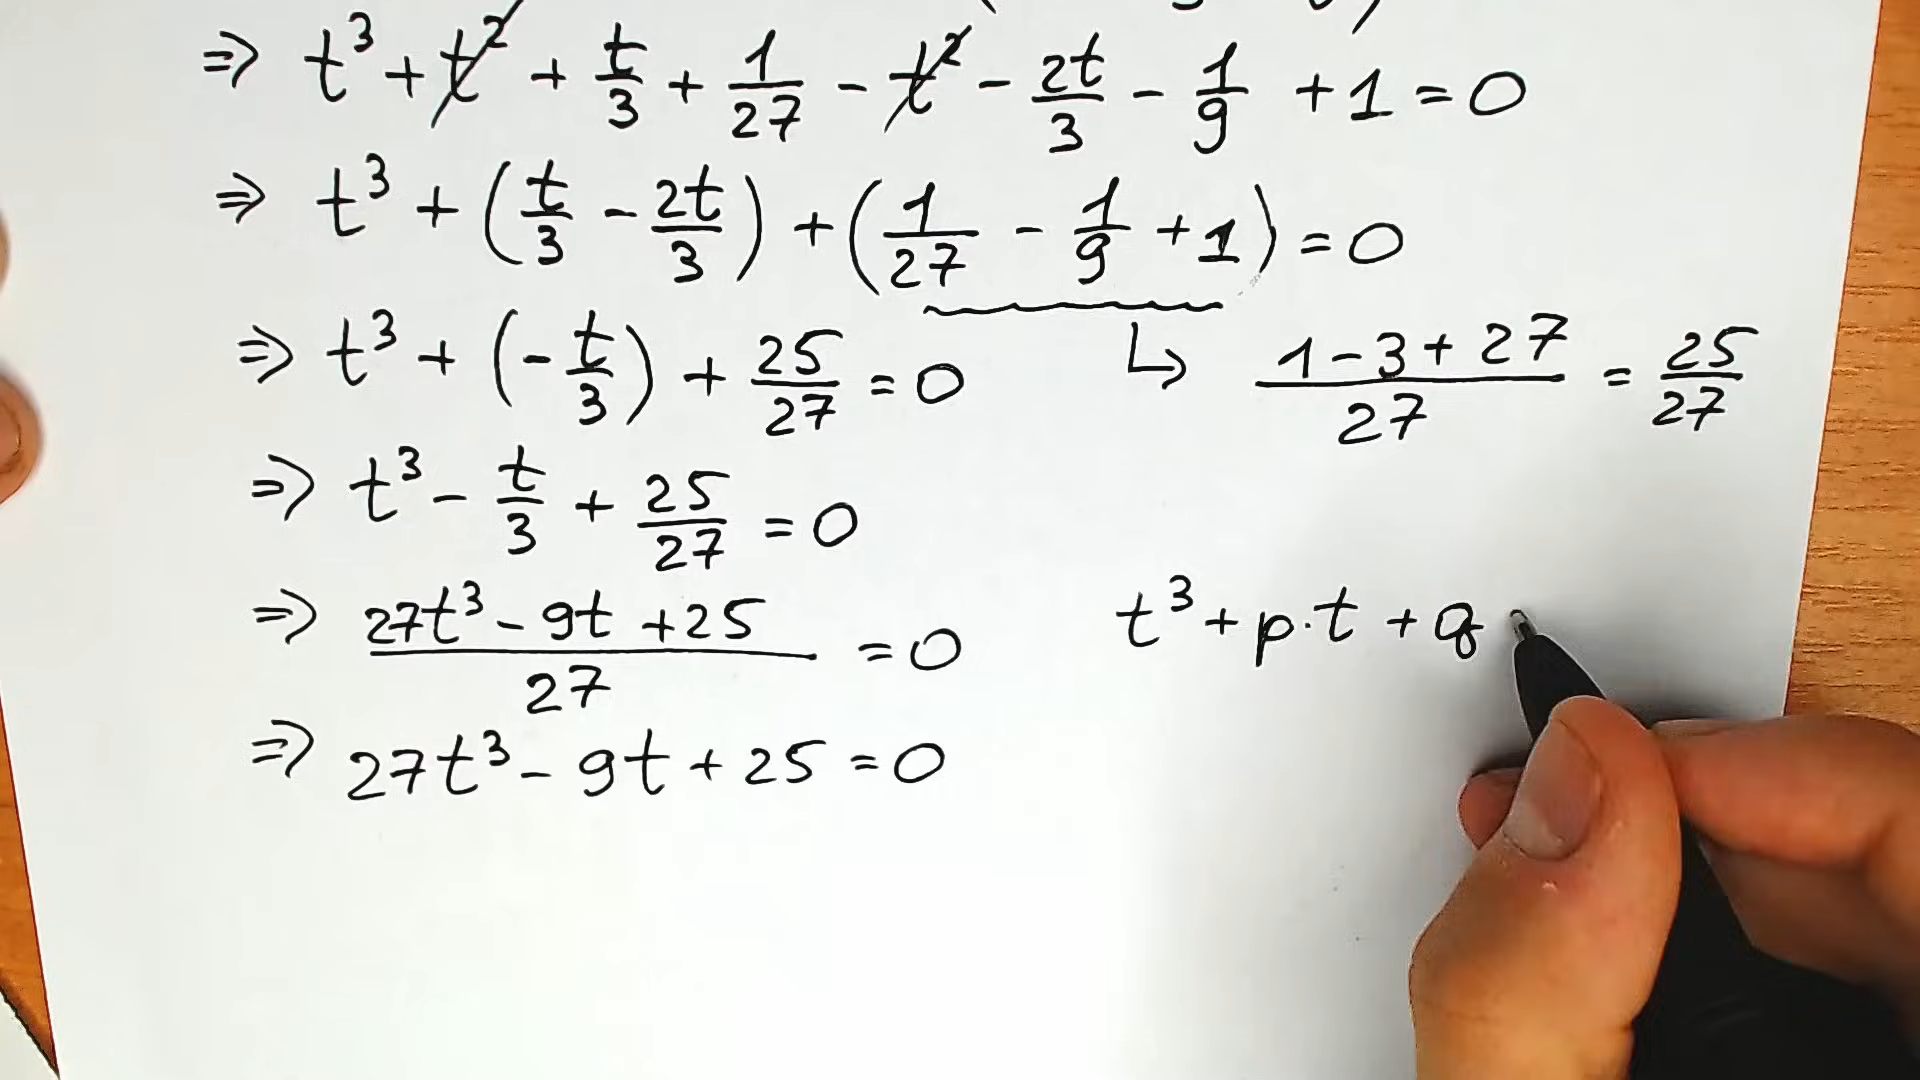 ⇒ t³ + t² + t/3 + 1/27 - t² - 2t/3 - 1/9 + 1 = 0
⇒ t³ + (t/3 - 2t/3) + (1/27 - 1/9 + 1) = 0
⇒ t³ + (-t/3) + 25/27 = 0
↳ (1-3+27)/27 = 25/27
⇒ t³ - t/3 + 25/27 = 0
⇒ (27t³ - 9t + 25)/27 = 0
t³ + p·t + q
⇒ 27t³ - 9t + 25 = 0